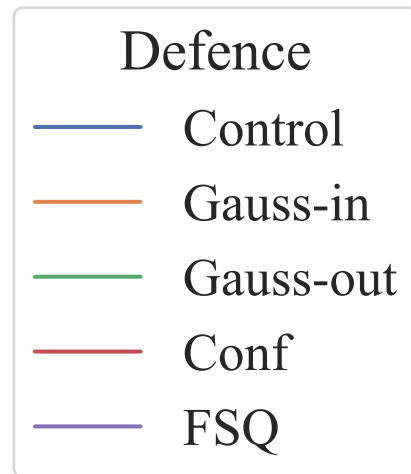 Defence
Control
Gauss-in
Gauss-out
Conf
FSQ